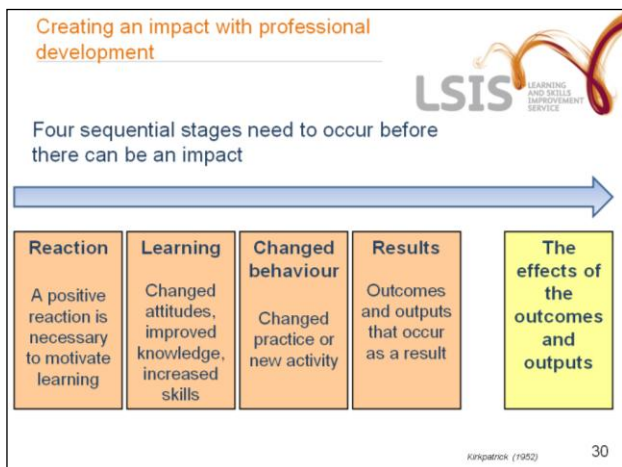 Creating an impact with professional
development
LSIS
LEARNING
AND SKILLS
IMPROVEMENT
SERVICE
Four sequential stages need to occur before
there can be an impact
Reaction
A positive
reaction is
necessary
to motivate
learning
Learning
Changed
attitudes,
improved
knowledge,
increased
skills
Changed
behaviour
Changed
practice or
new activity
Results
Outcomes
and outputs
that occur
as a result
The
effects of
the
outcomes
and
outputs
Kirkpatrick (1952)
30